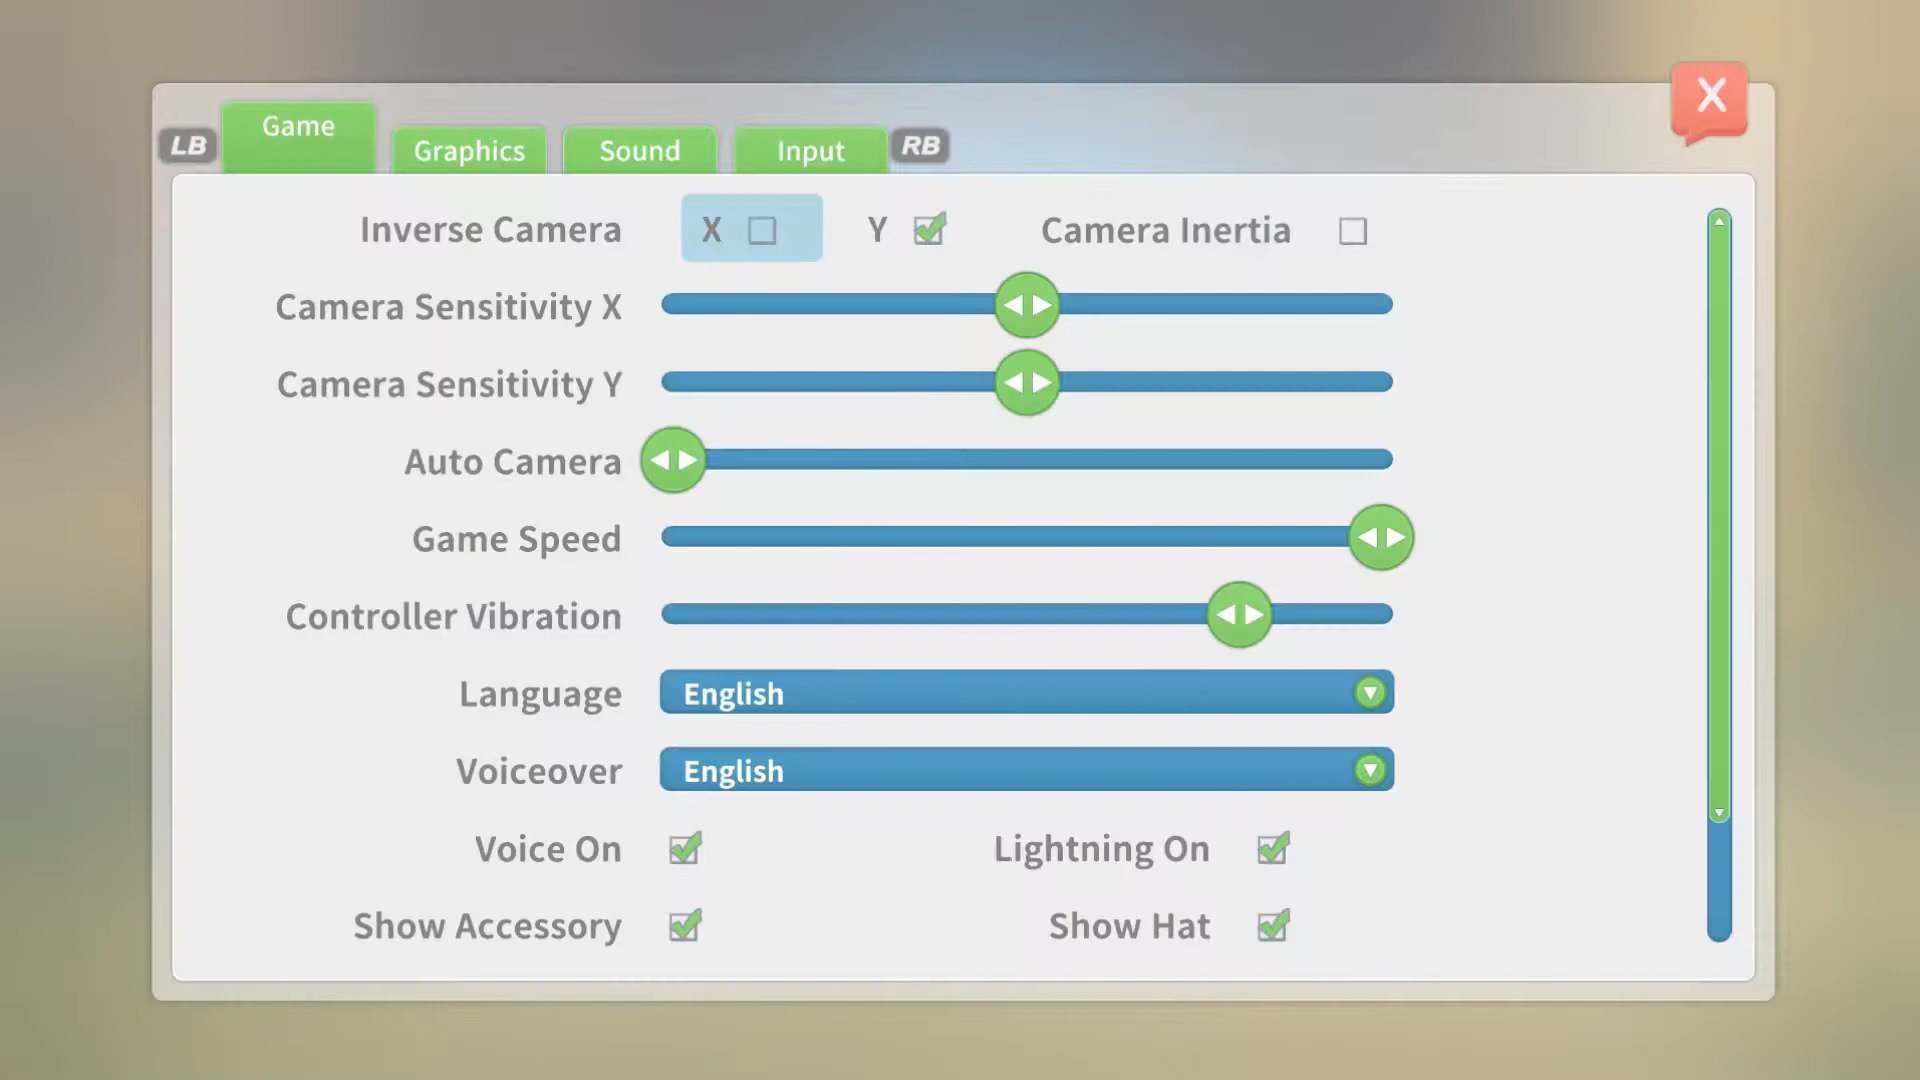 LB Game Graphics Sound Input RB X
Inverse Camera X Y Camera Inertia
Camera Sensitivity X
Camera Sensitivity Y
Auto Camera
Game Speed
Controller Vibration
Language English
Voiceover English
Voice On Lightning On
Show Accessory Show Hat